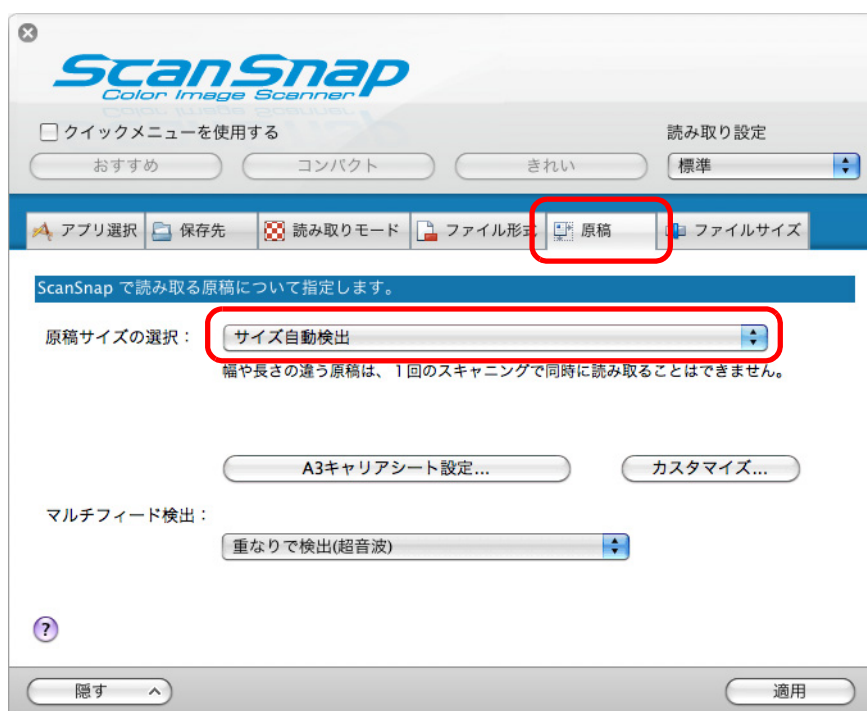 ScanSnap
Color Image Scanner
クイックメニューを使用する
読み取り設定
おすすめ コンパクト きれい 標準
アプリ選択 保存先 読み取りモード ファイル形式 原稿 ファイルサイズ
ScanSnap で読み取る原稿について指定します。
原稿サイズの選択： サイズ自動検出
幅や長さの違う原稿は、1回のスキャニングで同時に読み取ることはできません。
A3キャリアシート設定... カスタマイズ...
マルチフィード検出：
重なりで検出(超音波)
?
隠す 適用